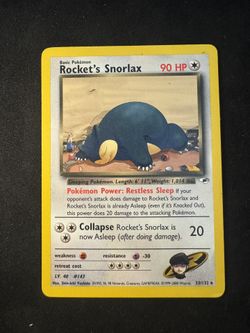 Basic Pokémon
Rocket's Snorlax
90 HP
Sleeping Pokémon. Length: 6' 11", Weight: 1,014 lbs.
Pokémon Power: Restless Sleep If your
opponent's attack does damage to Rocket's Snorlax and
Rocket's Snorlax is already Asleep (even if it's Knocked Out),
this power does 20 damage to the attacking Pokémon.
Collapse Rocket's Snorlax is
now Asleep (after doing damage).
20
weakness
resistance
-30
retreat cost
LV. 40 #143